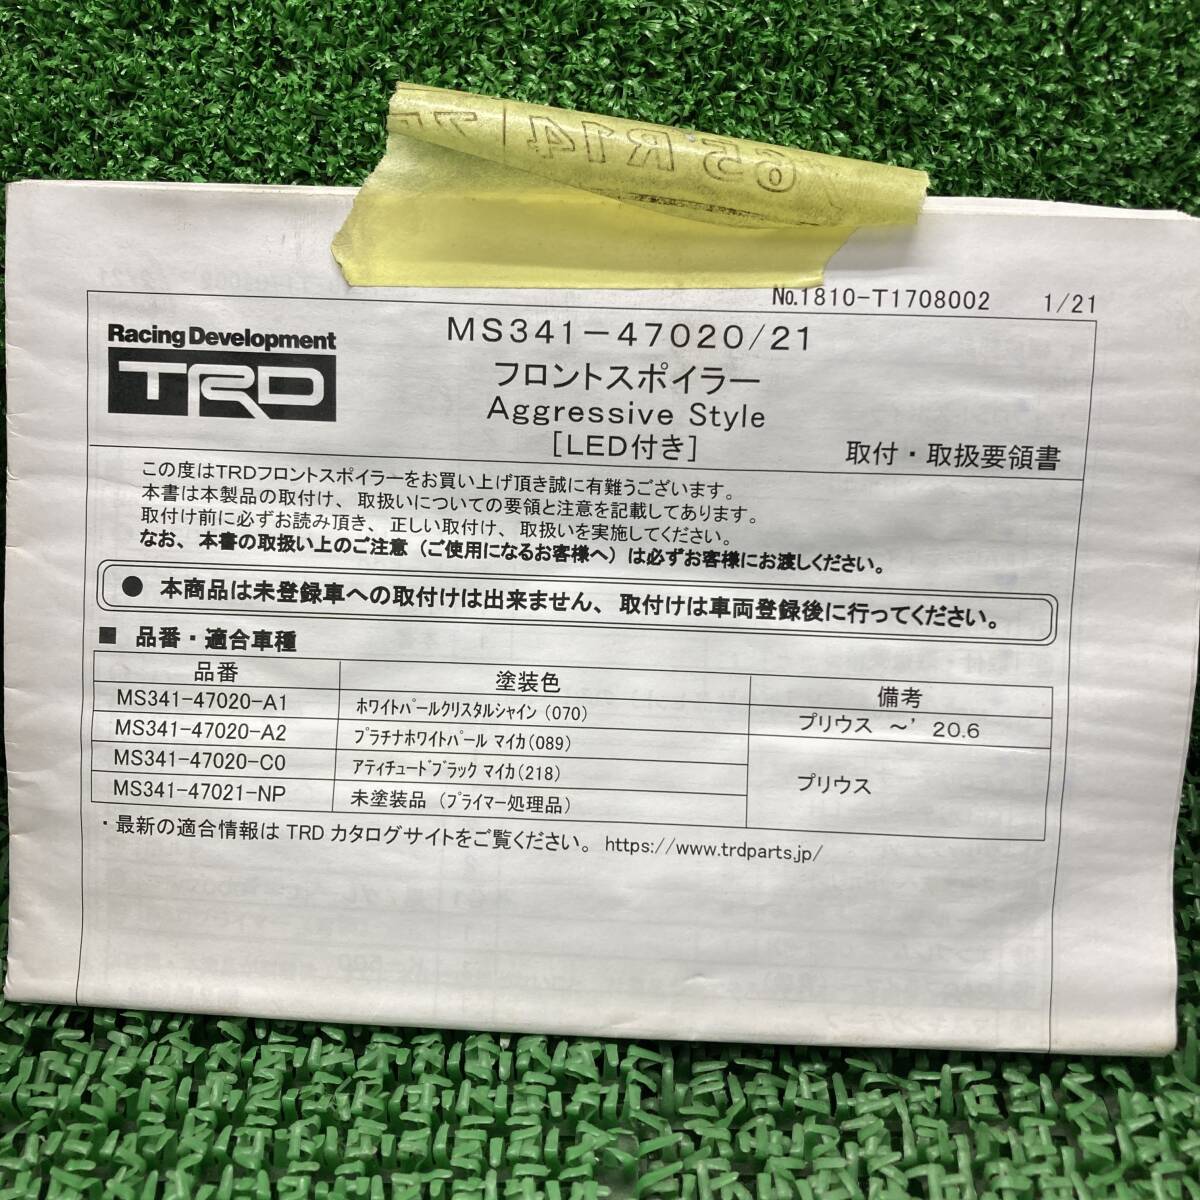 65 R14
No.1810-T1708002 1/21
Racing Development
TRD
MS341-47020/21
フロントスポイラー
Aggressive Style
[LED付き]
取付・取扱要領書
この度はTRDフロントスポイラーをお買い上げ頂き誠に有難うございます。
本書は本製品の取付け、取扱いについての要領と注意を記載してあります。
取付け前に必ずお読み頂き、正しい取付け、取扱いを実施してください。
なお、本書の取扱い上のご注意（ご使用になるお客様へ）は必ずお客様にお渡しください。
● 本商品は未登録車への取付けは出来ません、取付けは車両登録後に行ってください。
■ 品番・適合車種
品番 塗装色 備考
MS341-47020-A1 ﾎﾜｲﾄﾊﾟｰﾙｸﾘｽﾀﾙｼｬｲﾝ（070） プリウス ～' 20.6
MS341-47020-A2 ﾌﾟﾗﾁﾅﾎﾜｲﾄﾊﾟｰﾙ ﾏｲｶ（089）
MS341-47020-C0 ｱﾃｨﾁｭｰﾄﾞﾌﾞﾗｯｸ ﾏｲｶ（218） プリウス
MS341-47021-NP 未塗装品（ﾌﾟﾗｲﾏｰ処理品）
・最新の適合情報は TRD カタログサイトをご覧ください。 https://www.trdparts.jp/